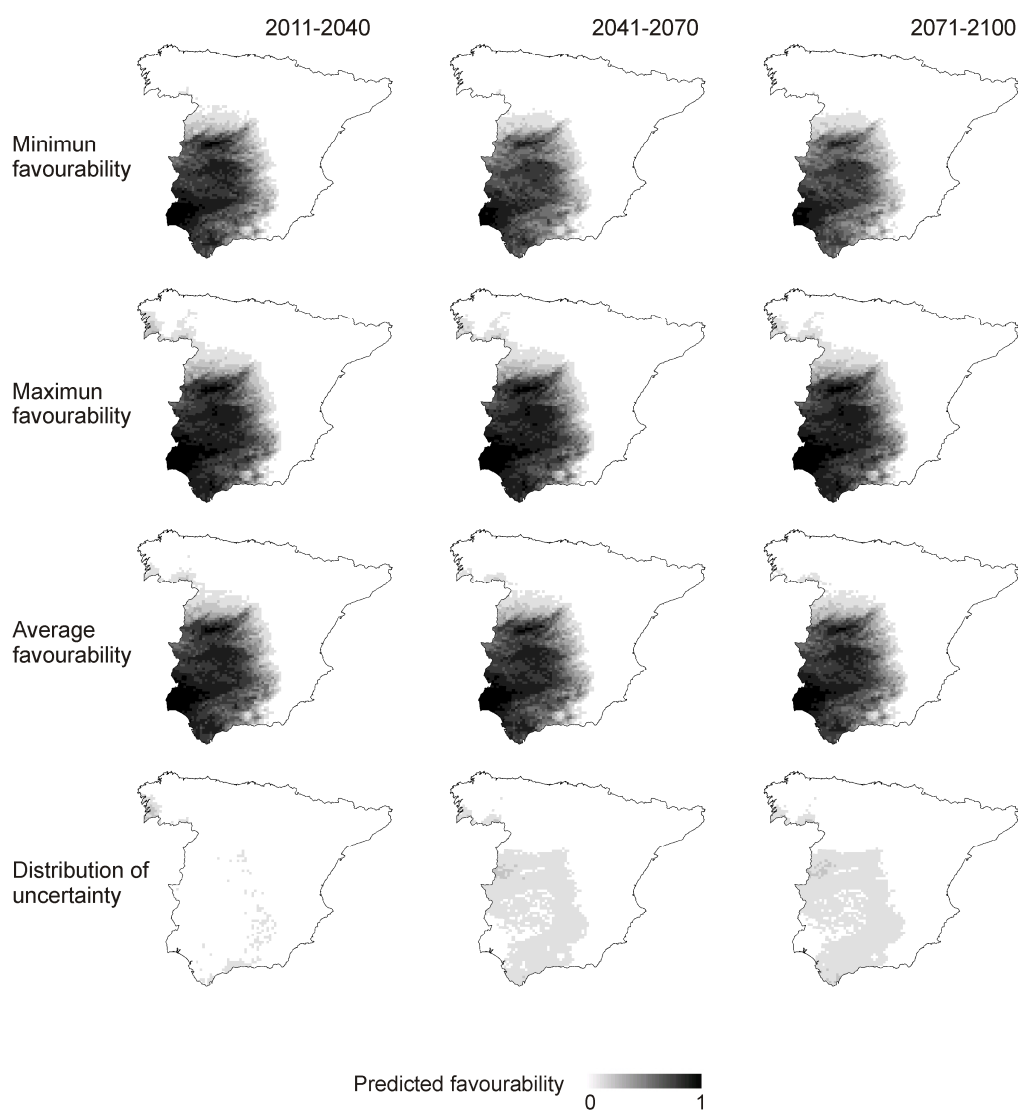 2011-2040
2041-2070
2071-2100
Minimun
favourability
Maximun
favourability
Average
favourability
Distribution of
uncertainty
Predicted favourability
0
1